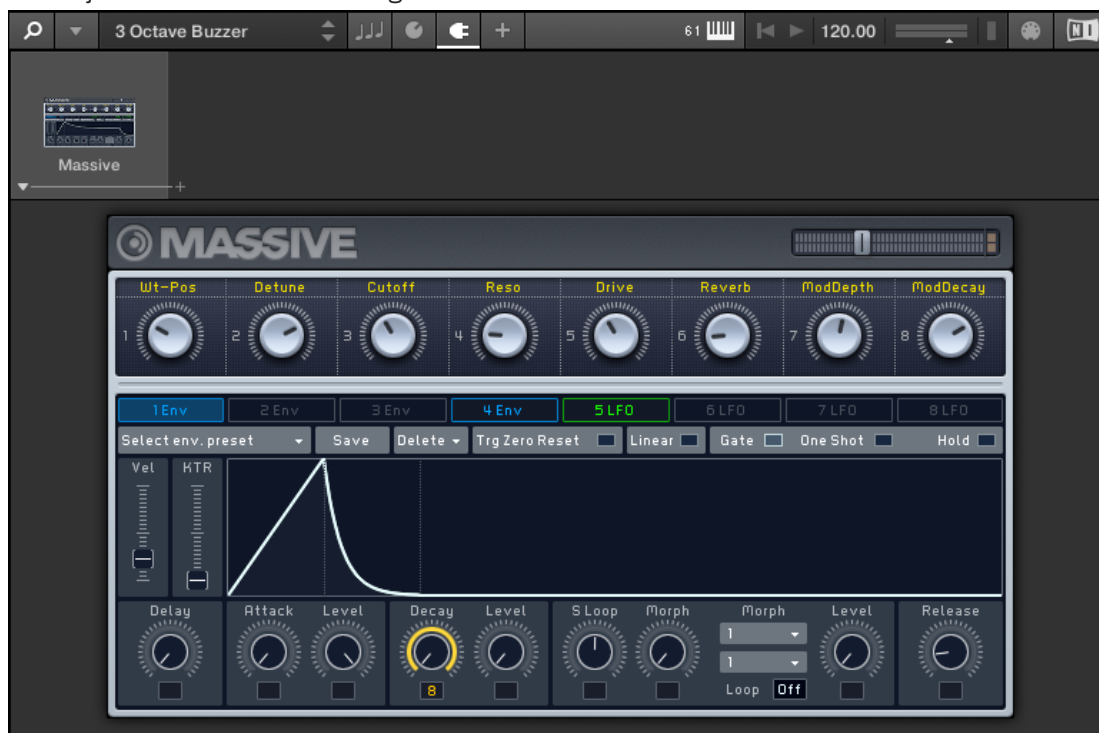 3 Octave Buzzer 61 120.00 NI
Massive
MASSIVE
Wt-Pos Detune Cutoff Reso Drive Reverb ModDepth ModDecay
1 2 3 4 5 6 7 8
1 Env 2 Env 3 Env 4 Env 5 LFO 6 LFO 7 LFO 8 LFO
Select env. preset Save Delete Trg Zero Reset Linear Gate One Shot Hold
Vel KTR
Delay Attack Level Decay Level S Loop Morph Morph Level Release
1
1
8 Loop Off